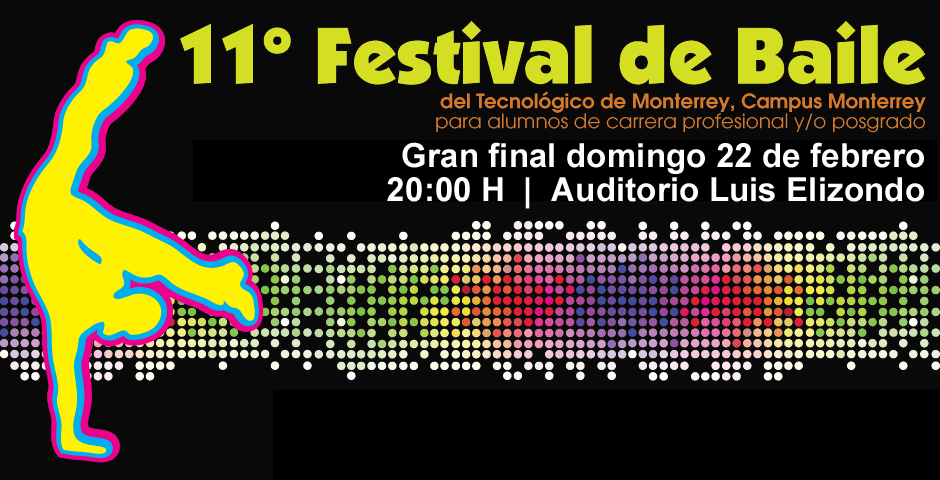 11° Festival de Baile
del Tecnológico de Monterrey, Campus Monterrey
para alumnos de carrera profesional y/o posgrado
Gran final domingo 22 de febrero
20:00 H | Auditorio Luis Elizondo